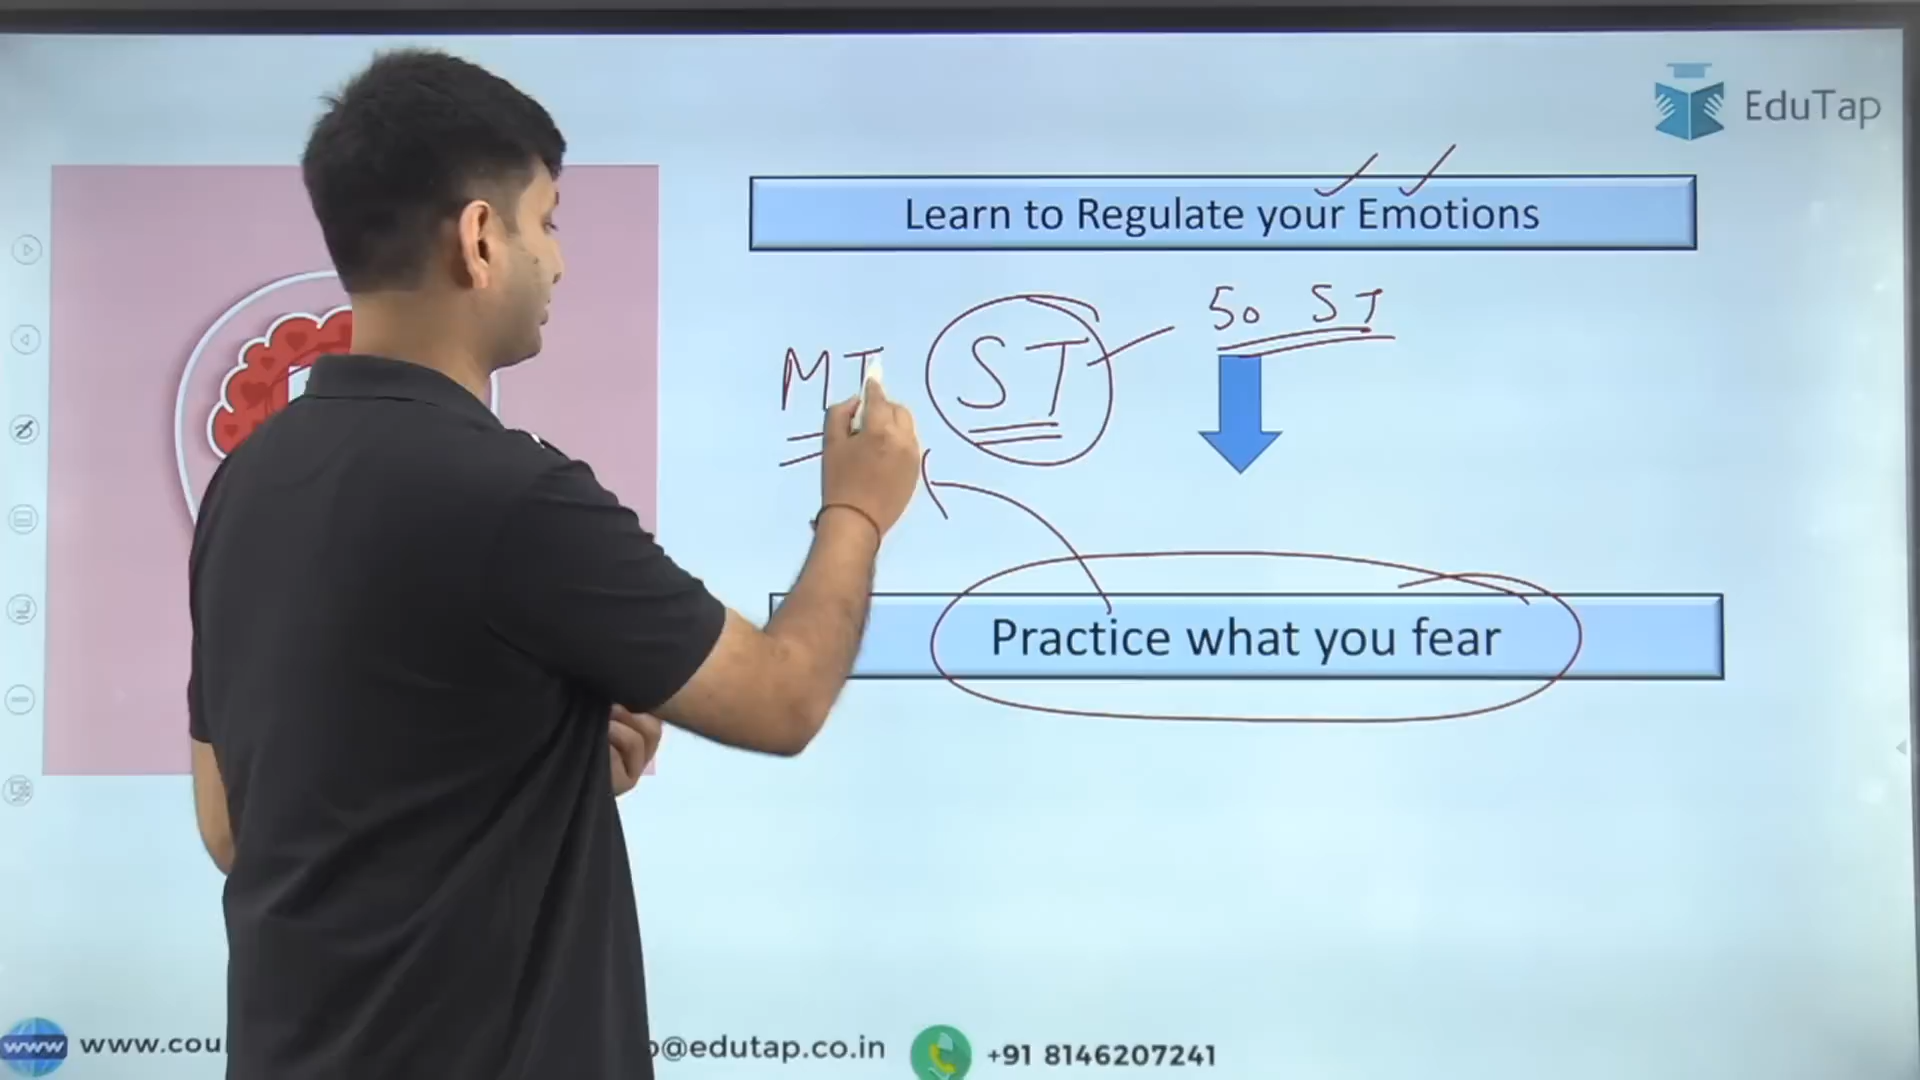 EduTap
Learn to Regulate your Emotions
50 ST
MT ST
Practice what you fear
www
www.cou
@edutap.co.in
+91 8146207241